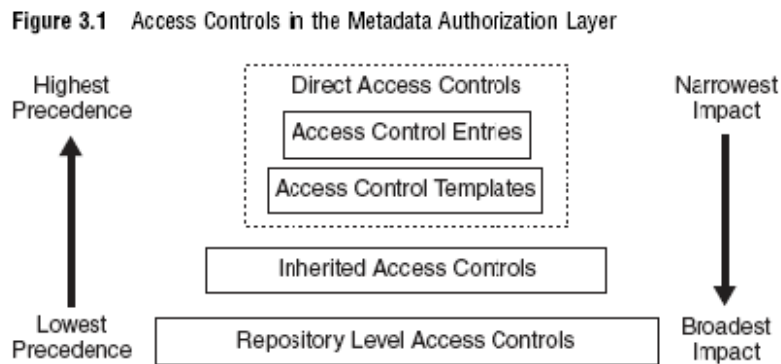 Figure 3.1 Access Controls in the Metadata Authorization Layer
Highest
Precedence
Direct Access Controls
Narrowest
Impact
Access Control Entries
Access Control Templates
Inherited Access Controls
Lowest
Precedence
Repository Level Access Controls
Broadest
Impact